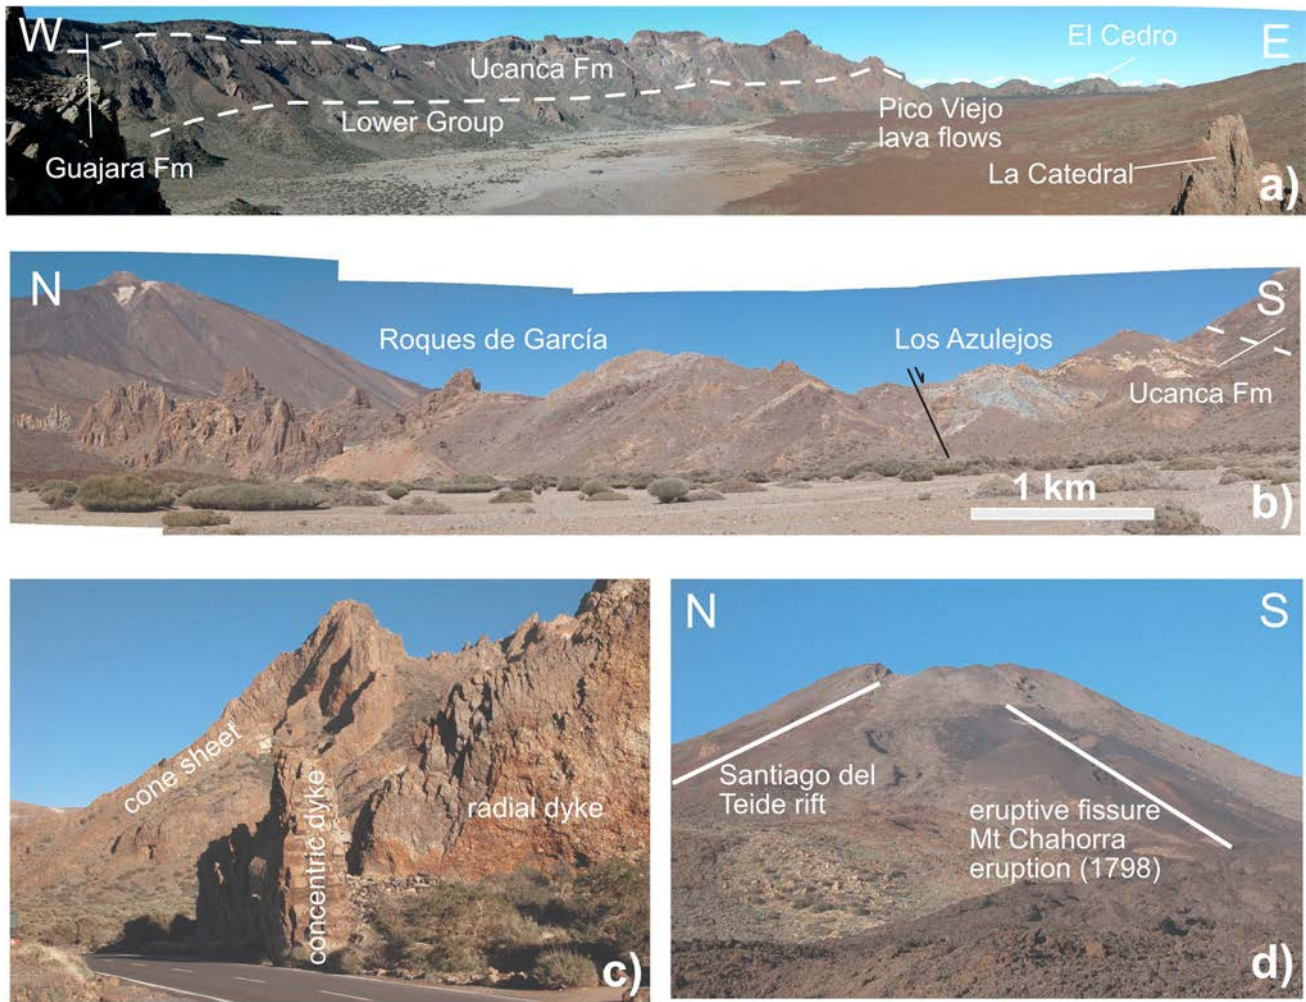 W
E
El Cedro
Ucanca Fm
Lower Group
Pico Viejo
lava flows
Guajara Fm
La Catedral
a)
N
S
Roques de García
Los Azulejos
Ucanca Fm
1 km
b)
cone sheet
concentric dyke
radial dyke
c)
N
S
Santiago del
Teide rift
eruptive fissure
Mt Chahorra
eruption (1798)
d)